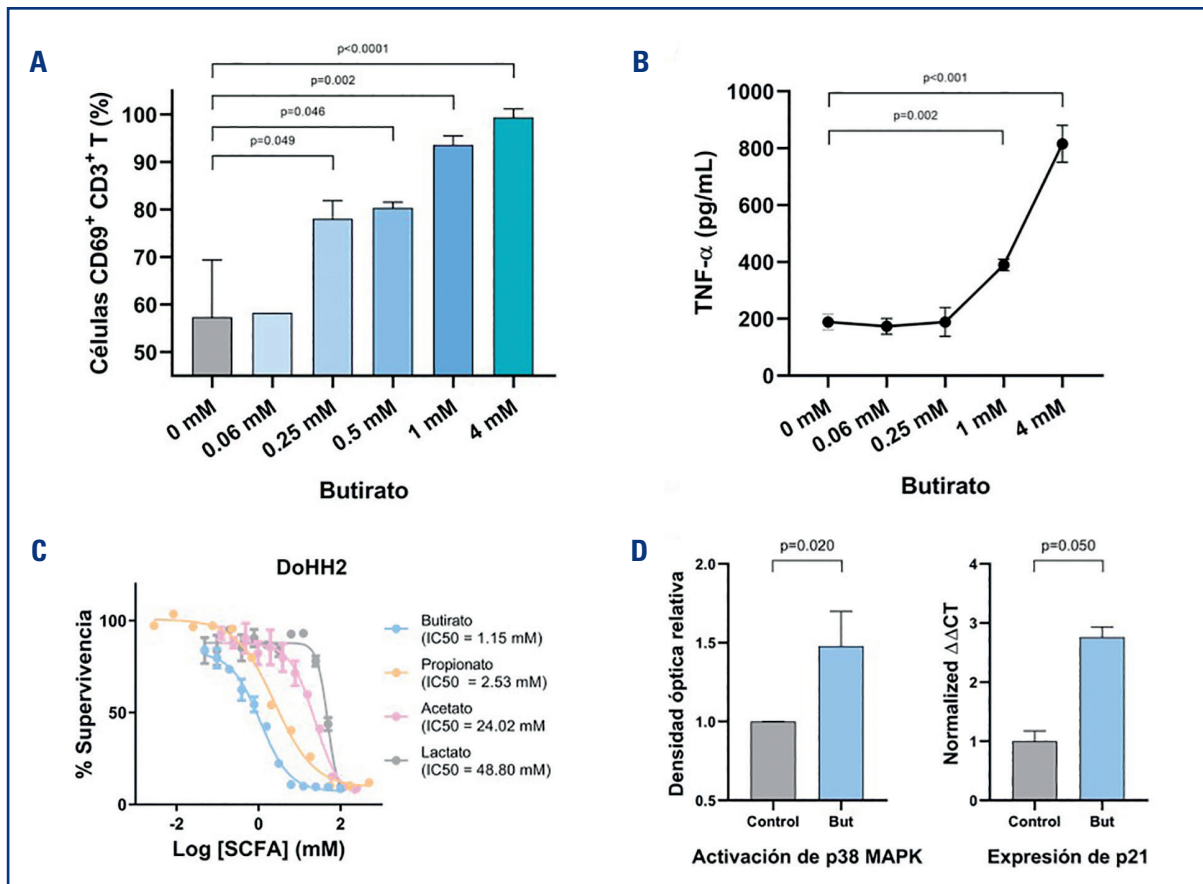 A
p<0.0001
p=0.002
p=0.046
p=0.049
Células CD69+ CD3+ T (%)
100
90
80
70
60
50
0 mM
0.06 mM
0.25 mM
0.5 mM
1 mM
4 mM
Butirato
B
p<0.001
p=0.002
TNF-α (pg/mL)
1000
800
600
400
200
0
0 mM
0.06 mM
0.25 mM
1 mM
4 mM
Butirato
C
DoHH2
% Supervivencia
100
50
0
-2
0
2
Log [SCFA] (mM)
Butirato
(IC50 = 1.15 mM)
Propionato
(IC50 = 2.53 mM)
Acetato
(IC50 = 24.02 mM
Lactato
(IC50 = 48.80 mM)
D
p=0.020
Densidad óptica relativa
2.0
1.5
1.0
0.5
Control
But
Activación de p38 MAPK
p=0.050
Normalized ΔΔCT
4
3
2
1
0
Control
But
Expresión de p21